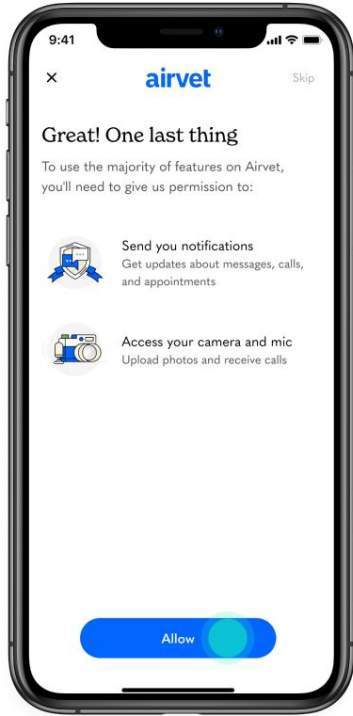 9:41
airvet
Skip
Great! One last thing
To use the majority of features on Airvet,
you'll need to give us permission to:
Send you notifications
Get updates about messages, calls,
and appointments
Access your camera and mic
Upload photos and receive calls
Allow